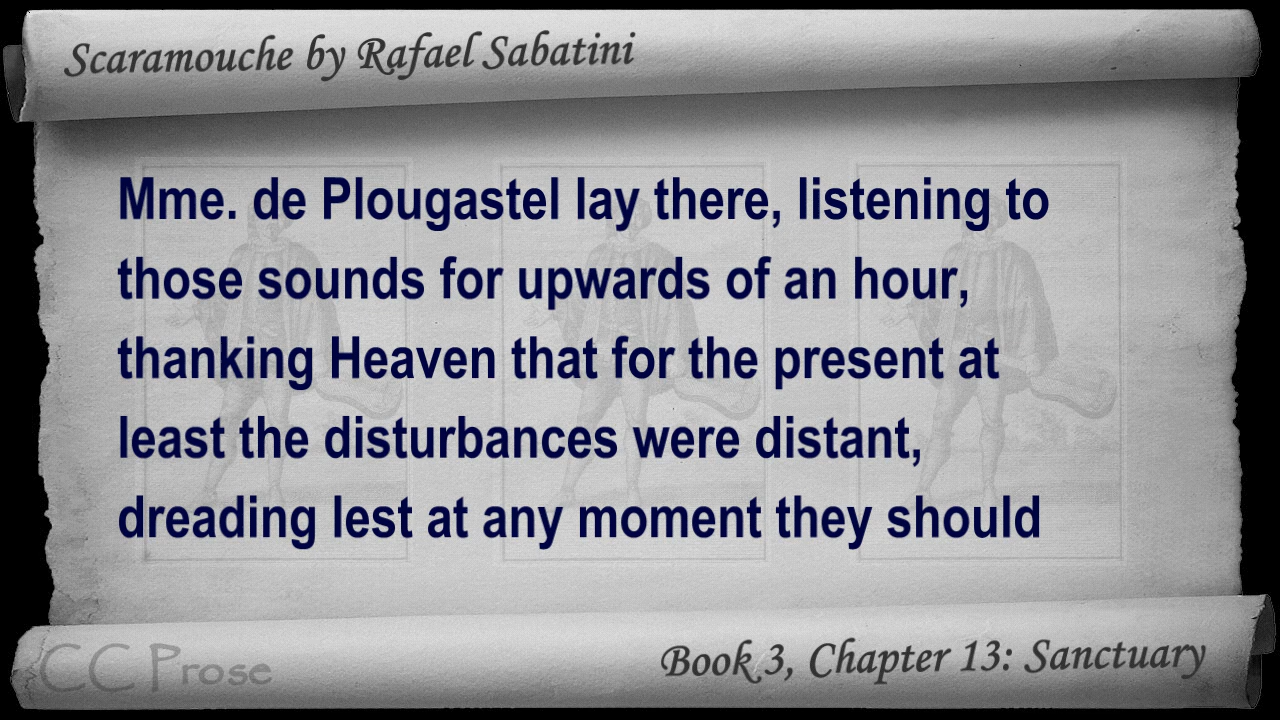 Scaramouche by Rafael Sabatini
Mme. de Plougastel lay there, listening to
those sounds for upwards of an hour,
thanking Heaven that for the present at
least the disturbances were distant,
dreading lest at any moment they should
CC Prose
Book 3, Chapter 13: Sanctuary